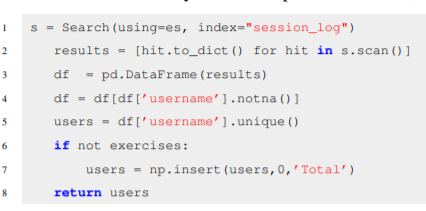 1 s = Search(using=es, index="session_log")
2 results = [hit.to_dict() for hit in s.scan()]
3 df = pd.DataFrame(results)
4 df = df[df['username'].notna()]
5 users = df['username'].unique()
6 if not exercises:
7 users = np.insert(users,0,'Total')
8 return users